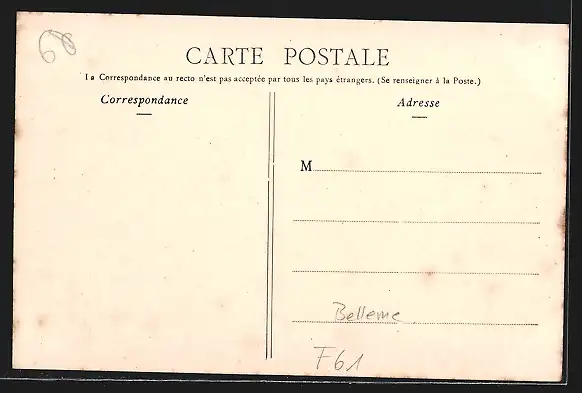 60
CARTE POSTALE
La Correspondance au recto n'est pas acceptée par tous les pays étrangers. (Se renseigner à la Poste.)
Correspondance
Adresse
M
Belleme
F61